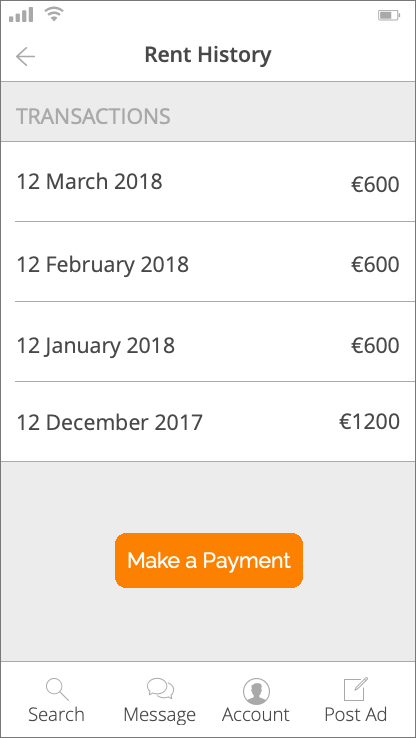 Rent History
TRANSACTIONS
12 March 2018 €600
12 February 2018 €600
12 January 2018 €600
12 December 2017 €1200
Make a Payment
Search Message Account Post Ad